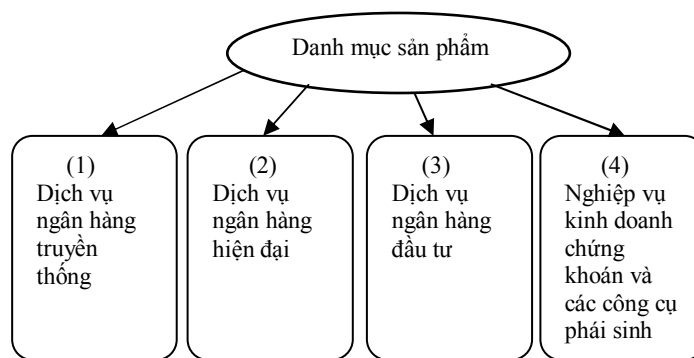 Danh mục sản phẩm
(1)
Dịch vụ
ngân hàng
truyền
thống
(2)
Dịch vụ
ngân hàng
hiện đại
(3)
Dịch vụ
ngân hàng
đầu tư
(4)
Nghiệp vụ
kinh doanh
chứng
khoán và
các công cụ
phái sinh